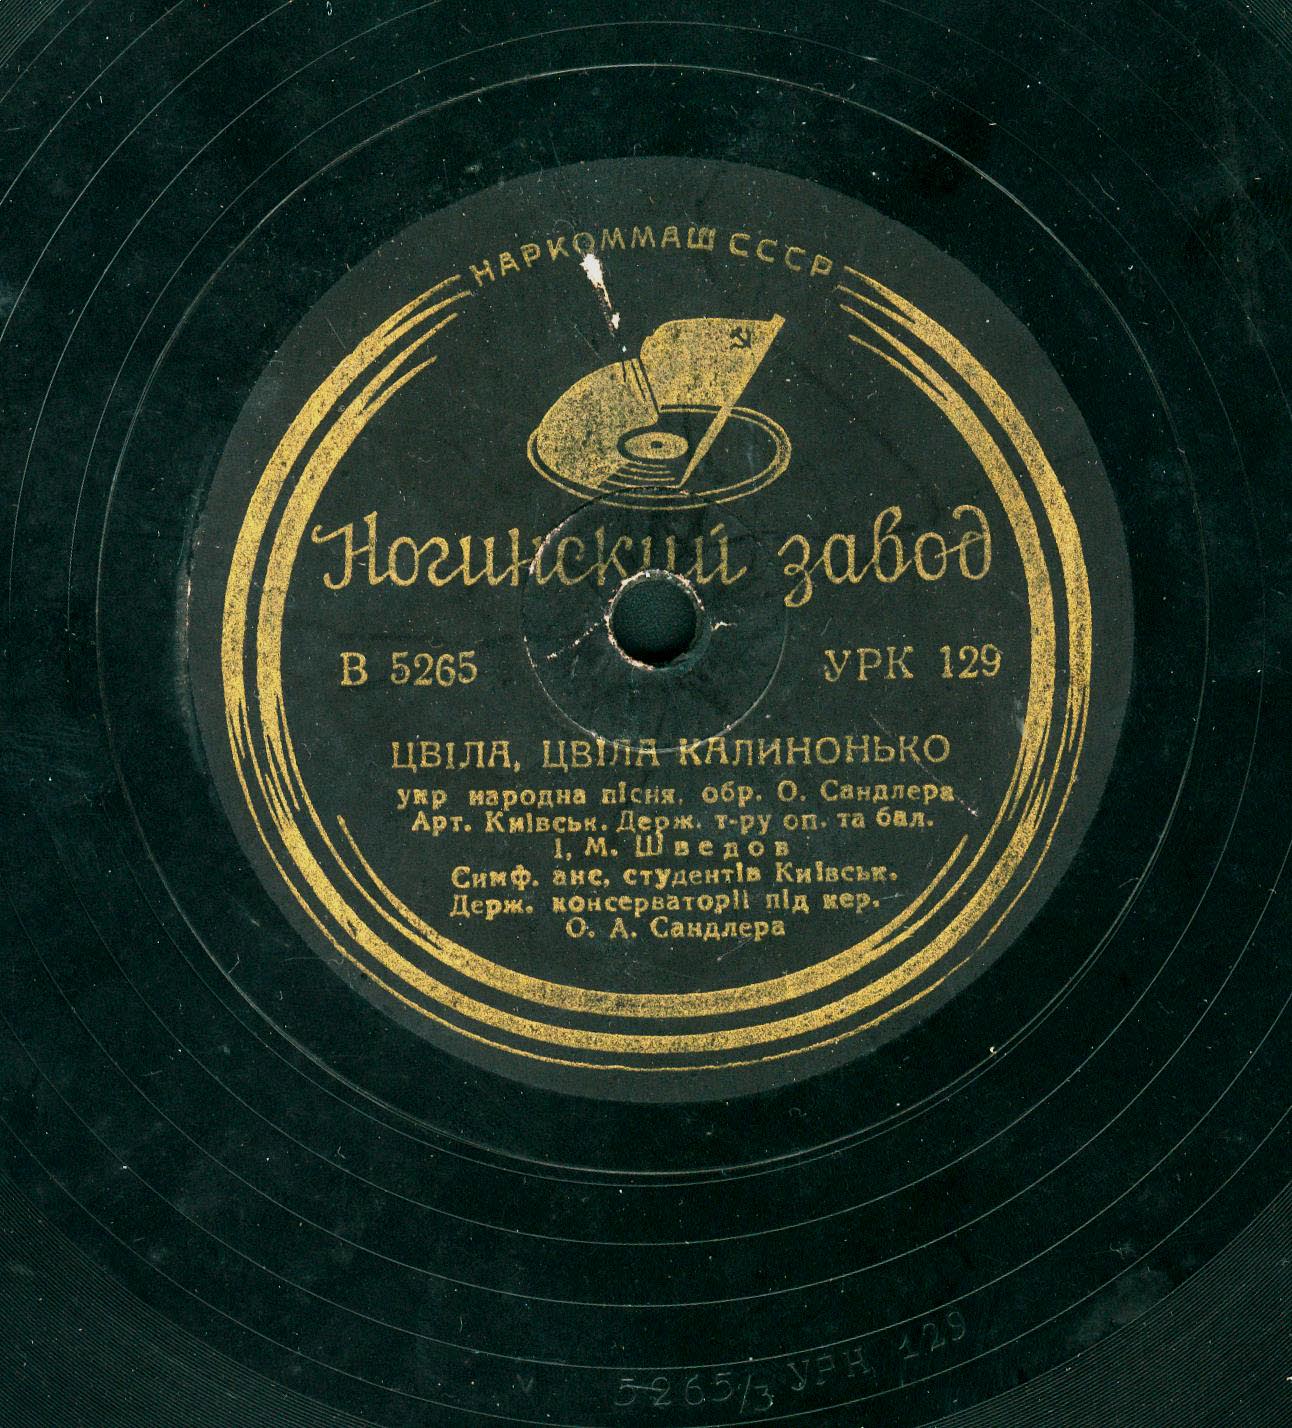 НАРКОММАШ СССР
Ногинский завод
В 5265
УРК 129
ЦВІЛА, ЦВІЛА КАЛИНОНЬКО
укр народна пісня, обр. О. Сандлера
Арт. Київськ. Держ. т-ру оп. та бал.
І. М. Шведов
Симф. анс. студентів Київськ.
Держ. консерваторії під кер.
О. А. Сандлера
5265/3 УРК 129